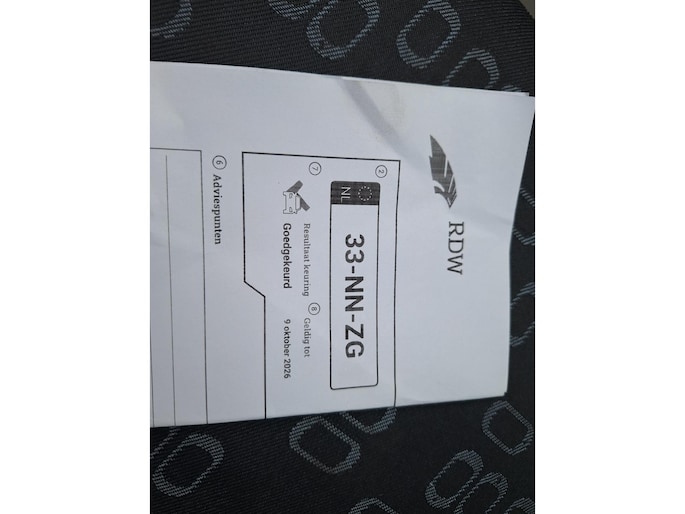 RDW
2
NL
33-NN-ZG
7 Resultaat keuring
Goedgekeurd
8 Geldig tot
9 oktober 2026
6 Adviespunten